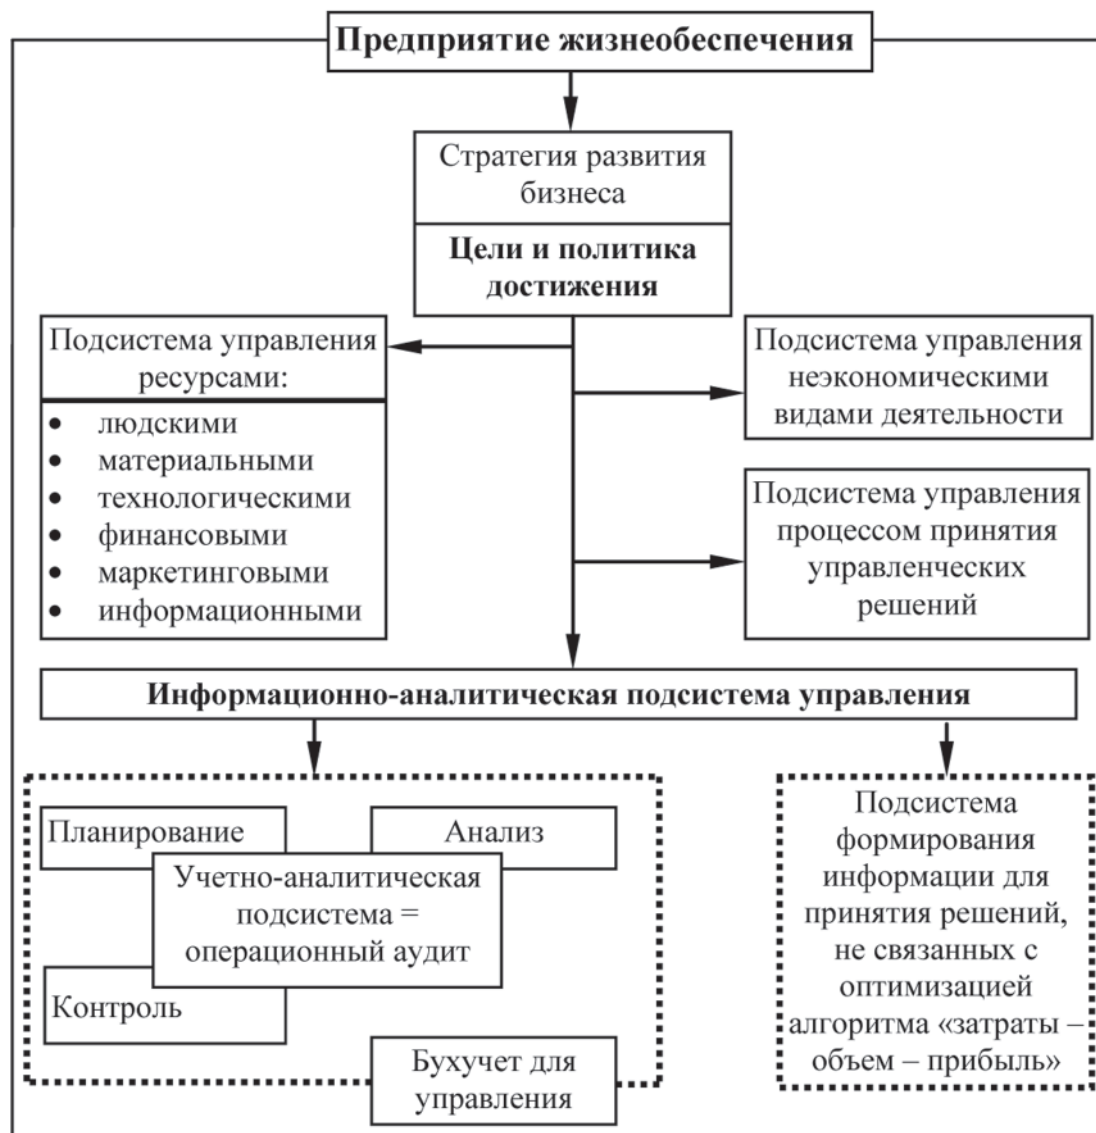 Предприятие жизнеобеспечения
Стратегия развития
бизнеса
Цели и политика
достижения
Подсистема управления
ресурсами:
• людскими
• материальными
• технологическими
• финансовыми
• маркетинговыми
• информационными
Подсистема управления
неэкономическими
видами деятельности
Подсистема управления
процессом принятия
управленческих
решений
Информационно-аналитическая подсистема управления
Планирование
Анализ
Учетно-аналитическая
подсистема =
операционный аудит
Контроль
Бухучет для
управления
Подсистема
формирования
информации для
принятия решений,
не связанных с
оптимизацией
алгоритма «затраты –
объем – прибыль»